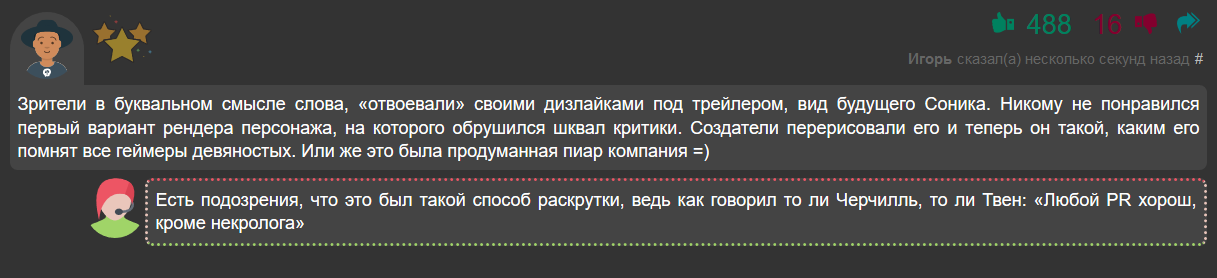 488 16
Игорь сказал(а) несколько секунд назад #
Зрители в буквальном смысле слова, «отвоевали» своими дизлайками под трейлером, вид будущего Соника. Никому не понравился
первый вариант рендера персонажа, на которого обрушился шквал критики. Создатели перерисовали его и теперь он такой, каким его
помнят все геймеры девяностых. Или же это была продуманная пиар компания =)
Есть подозрения, что это был такой способ раскрутки, ведь как говорил то ли Черчилль, то ли Твен: «Любой PR хорош,
кроме некролога»